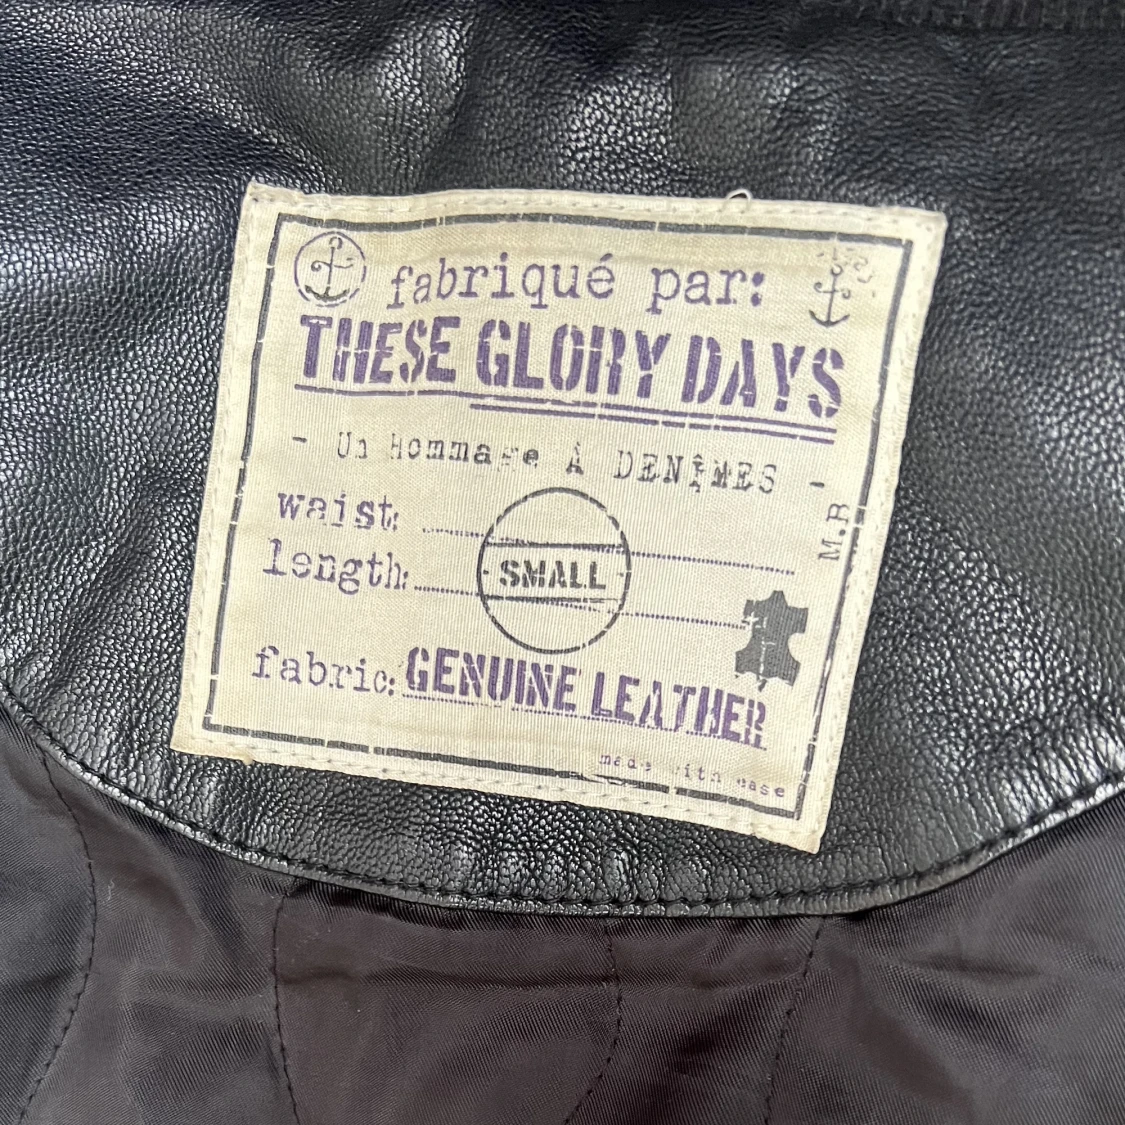 fabriqué par:
THESE GLORY DAYS
- Un Hommage À DENÎMES -
waist:
length:
SMALL
M.R
fabric: GENUINE LEATHER
made with ease